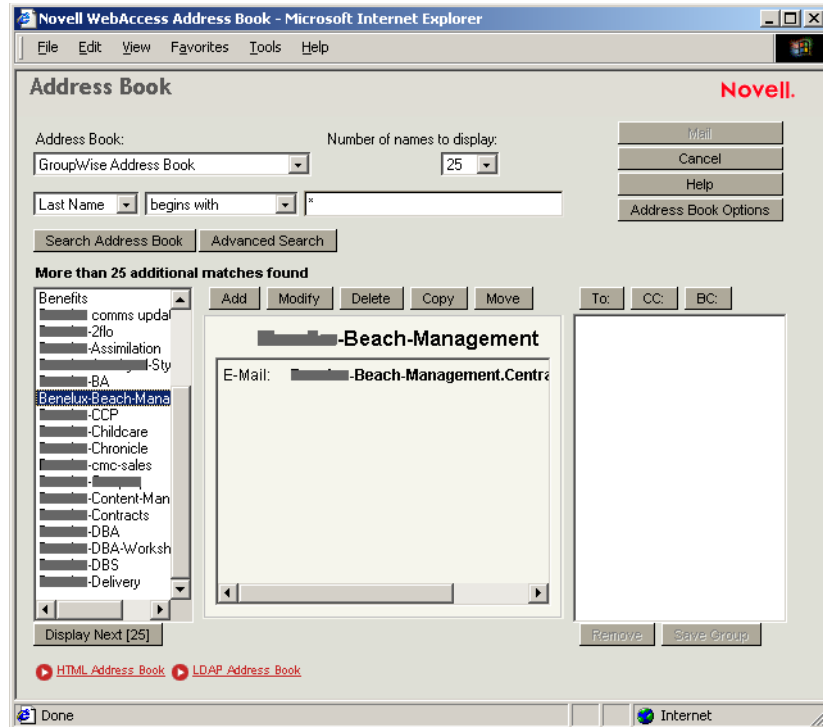 Novell WebAccess Address Book - Microsoft Internet Explorer
File Edit View Favorites Tools Help
Address Book
Novell.
Address Book:
Number of names to display:
Mail
GroupWise Address Book
25
Cancel
Help
Last Name
begins with
*
Address Book Options
Search Address Book
Advanced Search
More than 25 additional matches found
Add Modify Delete Copy Move
To: CC: BC:
Benefits
comms updat
-2flo
-Assimilation
-Sty
-BA
Benelux-Beach-Mana
-CCP
-Childcare
-Chronicle
-cmc-sales
-
-Content-Man
-Contracts
-DBA
-DBA-Worksh
-DBS
-Delivery
-Beach-Management
E-Mail: -Beach-Management.Centra
Display Next [25]
Remove Save Group
HTML Address Book LDAP Address Book
Done
Internet